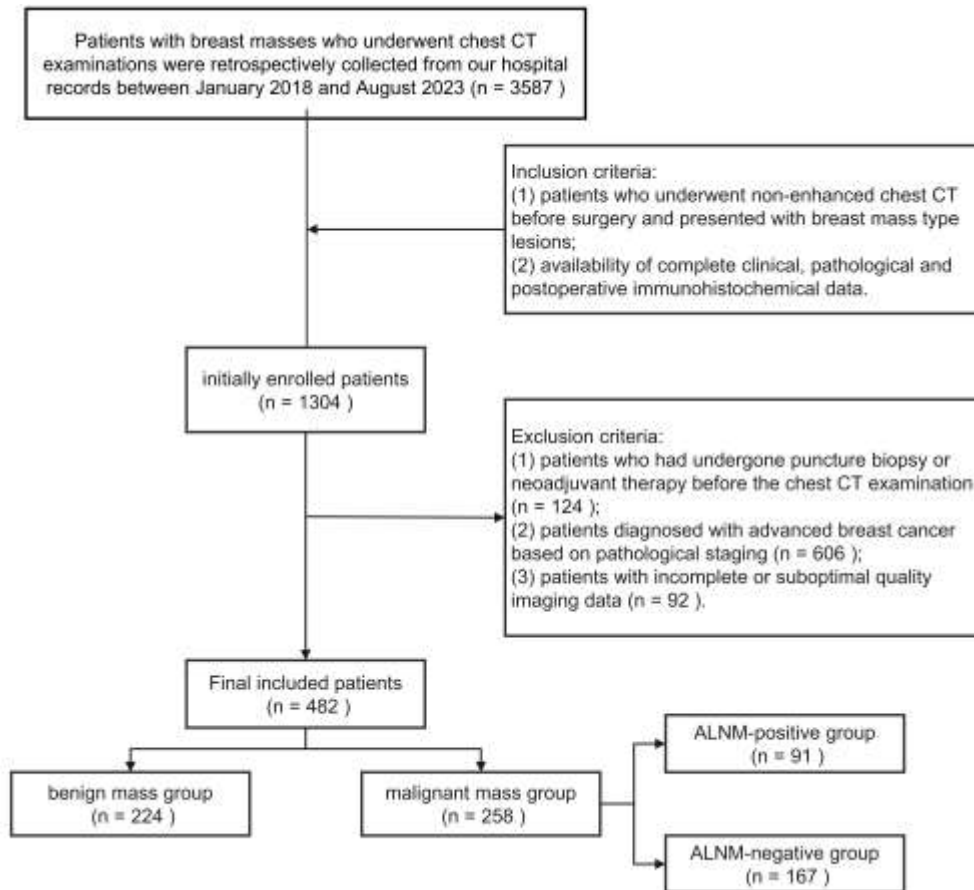 Patients with breast masses who underwent chest CT
examinations were retrospectively collected from our hospital
records between January 2018 and August 2023 (n = 3587 )
Inclusion criteria:
(1) patients who underwent non-enhanced chest CT
before surgery and presented with breast mass type
lesions;
(2) availability of complete clinical, pathological and
postoperative immunohistochemical data.
initially enrolled patients
(n = 1304 )
Exclusion criteria:
(1) patients who had undergone puncture biopsy or
neoadjuvant therapy before the chest CT examination
(n = 124 );
(2) patients diagnosed with advanced breast cancer
based on pathological staging (n = 606 );
(3) patients with incomplete or suboptimal quality
imaging data (n = 92 ).
Final included patients
(n = 482 )
benign mass group
(n = 224 )
malignant mass group
(n = 258 )
ALNM-positive group
(n = 91 )
ALNM-negative group
(n = 167 )